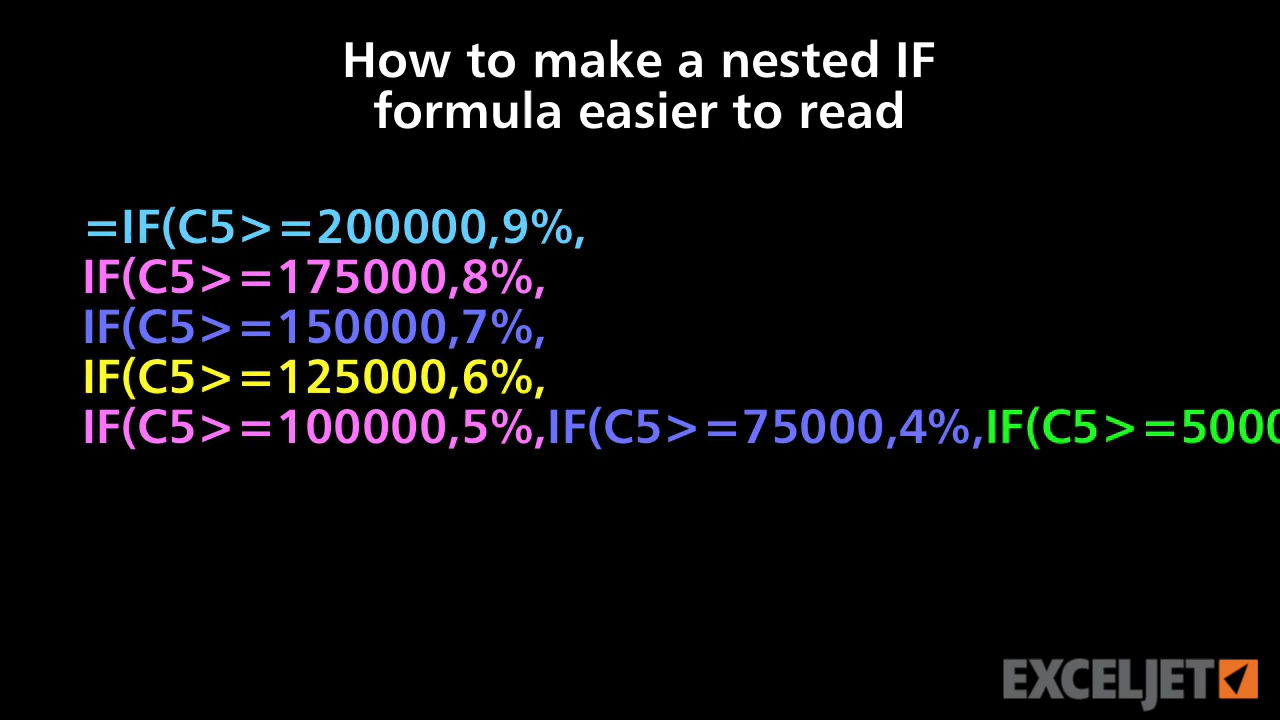 How to make a nested IF
formula easier to read
=IF(C5>=200000,9%,
IF(C5>=175000,8%,
IF(C5>=150000,7%,
IF(C5>=125000,6%,
IF(C5>=100000,5%,IF(C5>=75000,4%,IF(C5>=5000
EXCELJET